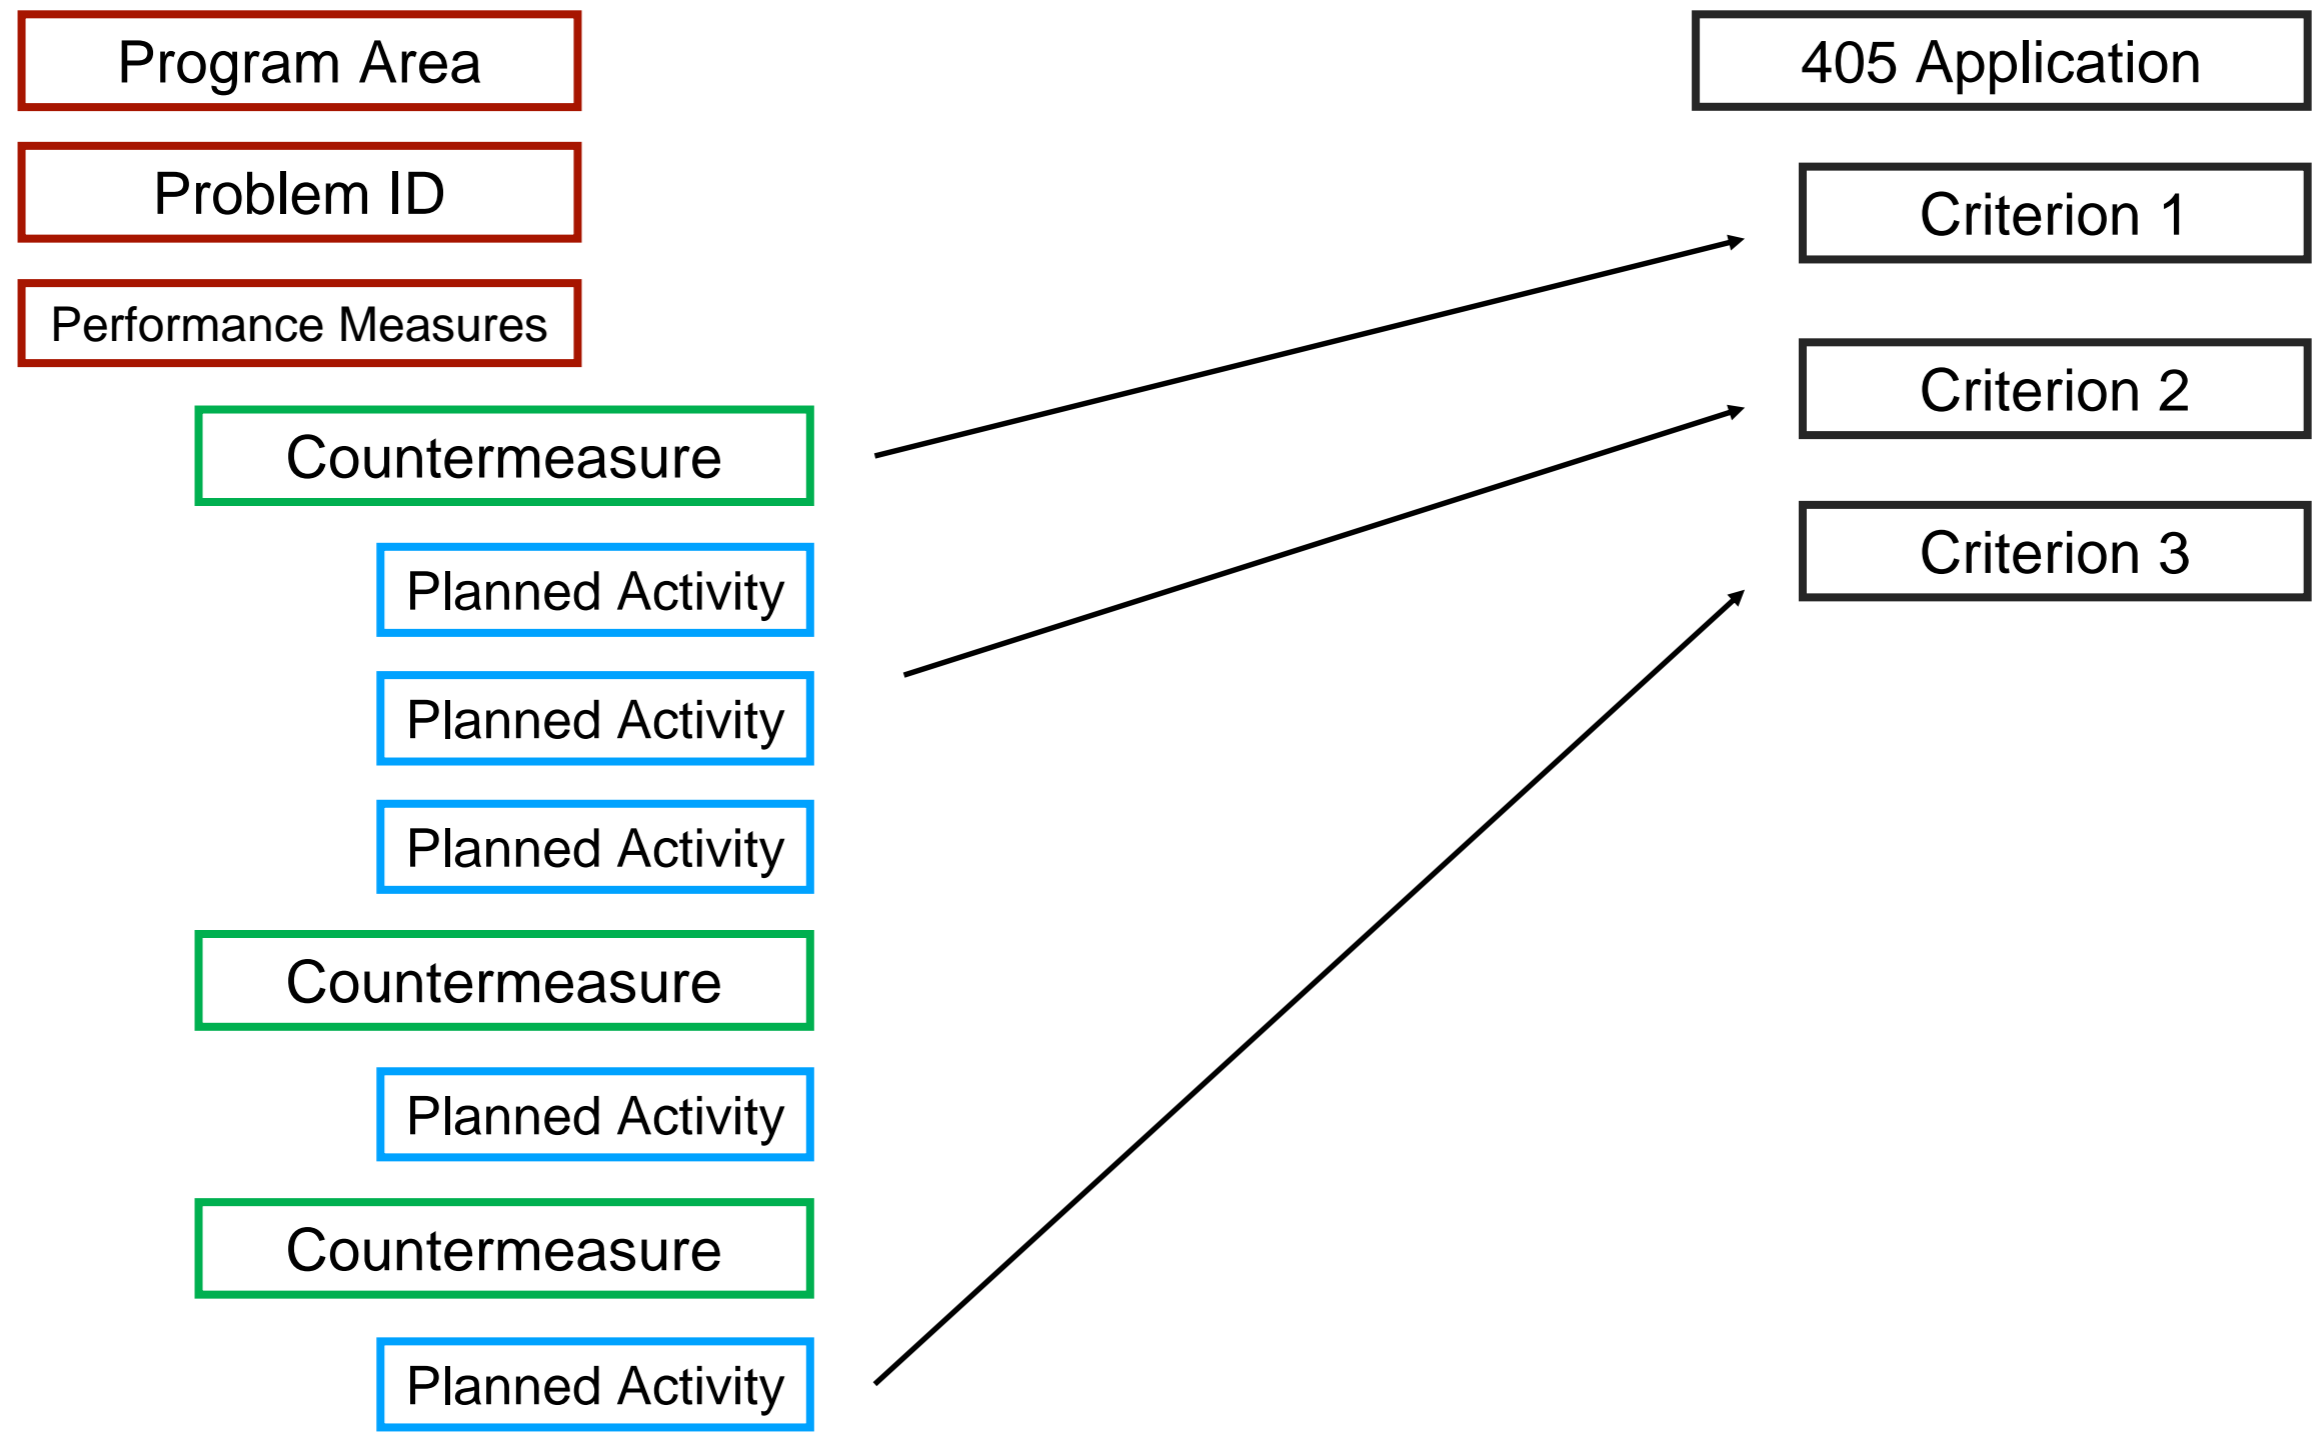 Program Area
Problem ID
Performance Measures
Countermeasure
Planned Activity
Planned Activity
Planned Activity
Countermeasure
Planned Activity
Countermeasure
Planned Activity
405 Application
Criterion 1
Criterion 2
Criterion 3